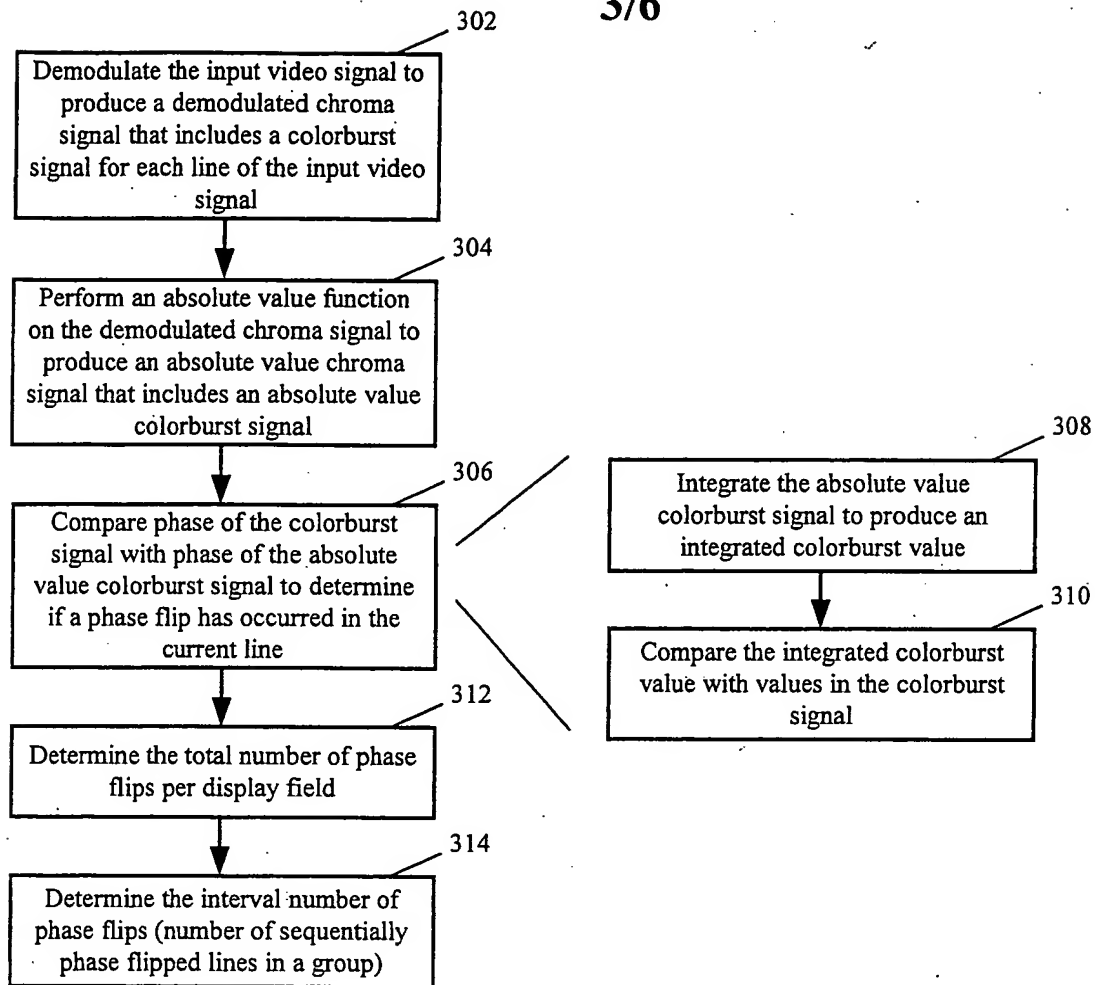 3/6
302
Demodulate the input video signal to
produce a demodulated chroma
signal that includes a colorburst
signal for each line of the input video
signal
304
Perform an absolute value function
on the demodulated chroma signal to
produce an absolute value chroma
signal that includes an absolute value
colorburst signal
306
Compare phase of the colorburst
signal with phase of the absolute
value colorburst signal to determine
if a phase flip has occurred in the
current line
308
Integrate the absolute value
colorburst signal to produce an
integrated colorburst value
310
Compare the integrated colorburst
value with values in the colorburst
signal
312
Determine the total number of phase
flips per display field
314
Determine the interval number of
phase flips (number of sequentially
phase flipped lines in a group)